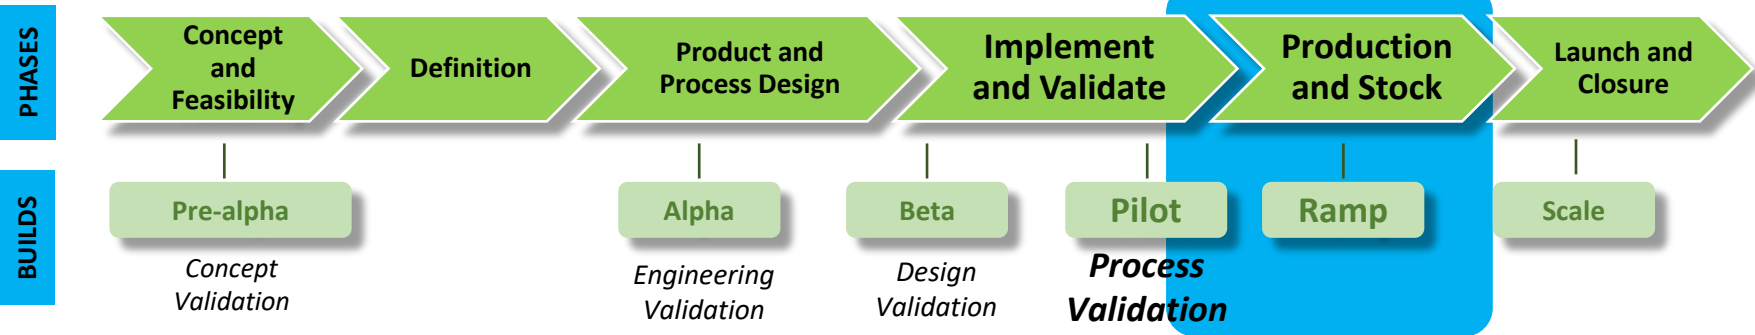 PHASES
Concept
and
Feasibility
Definition
Product and
Process Design
Implement
and Validate
Production
and Stock
Launch and
Closure
BUILDS
Pre-alpha
Alpha
Beta
Pilot
Ramp
Scale
Concept
Validation
Engineering
Validation
Design
Validation
Process
Validation